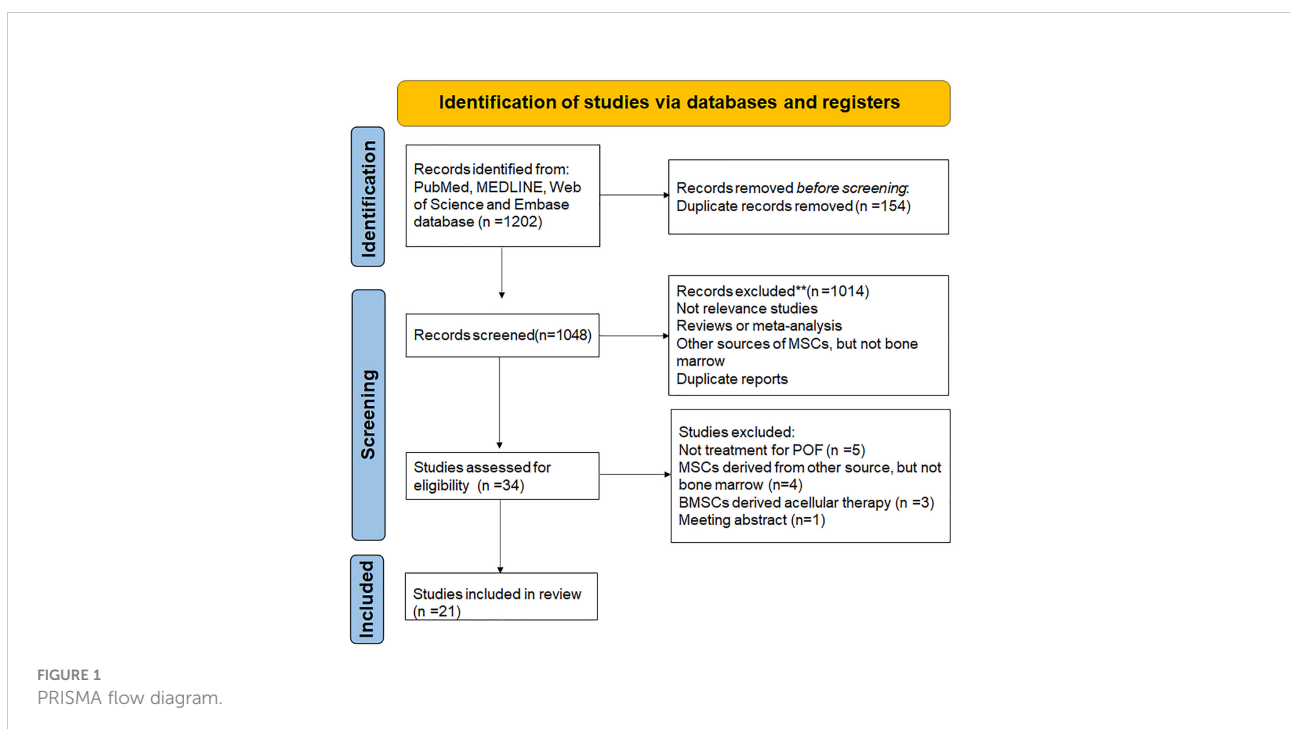 Identification of studies via databases and registers
Identification
Records identified from:
PubMed, MEDLINE, Web
of Science and Embase
database (n =1202)
Records removed before screening:
Duplicate records removed (n =154)
Screening
Records screened(n=1048)
Records excluded**(n=1014)
Not relevance studies
Reviews or meta-analysis
Other sources of MSCs, but not bone
marrow
Duplicate reports
Studies assessed for
eligibility (n =34)
Studies excluded:
Not treatment for POF (n =5)
MSCs derived from other source, but not
bone marrow (n=4)
BMSCs derived acellular therapy (n =3)
Meeting abstract (n=1)
Included
Studies included in review
(n =21)
FIGURE 1
PRISMA flow diagram.